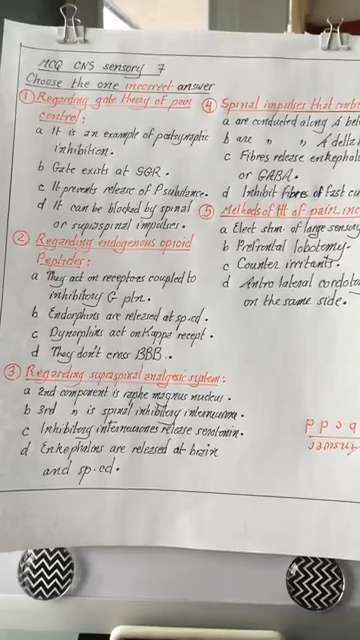 MCQ CNS sensory 7
Choose the one incorrect answer
① Regarding gate theory of pain
control:
a It is an example of postsynaptic
inhibition.
b Gate exists at SGR.
c It prevents release of P substance.
d It can be blocked by spinal
or supraspinal impulses.
② Regarding endogenous opioid
Peptides:
a They act on receptors coupled to
inhibitory G ptn.
b Endorphins are released at sp.cd.
c Dynorphins act on Kappa recept.
d They don't cross BBB.
③ Regarding supraspinal analgesic system:
a 2nd component is raphe magnus nucleus.
b 3rd " is spinal inhibitory interneurons.
c Inhibitory interneurones release serotonin.
d Enkephalins are released at brain
and sp.cd.
④ Spinal impulses that
a are conducted along A
b are " " A delta
c Fibres release
or GABA.
d Inhibit fibres of fast
⑤ Methods of ttt of pain
a Elect stm. of large sensory
b Prefrontal lobotomy.
c Counter irritants.
d Antro lateral
on the same side.